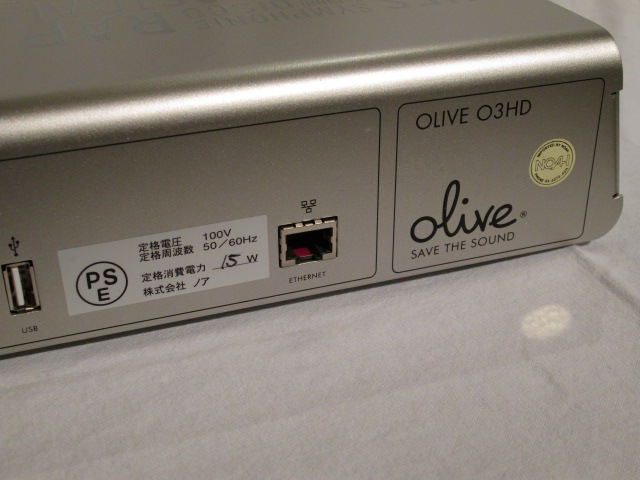 OLIVE O3HD
NOAH
olive®
SAVE THE SOUND
定格電圧 100V
定格周波数 50/60Hz
定格消費電力 15 W
株式会社 ノア
PS
E
ETHERNET
USB